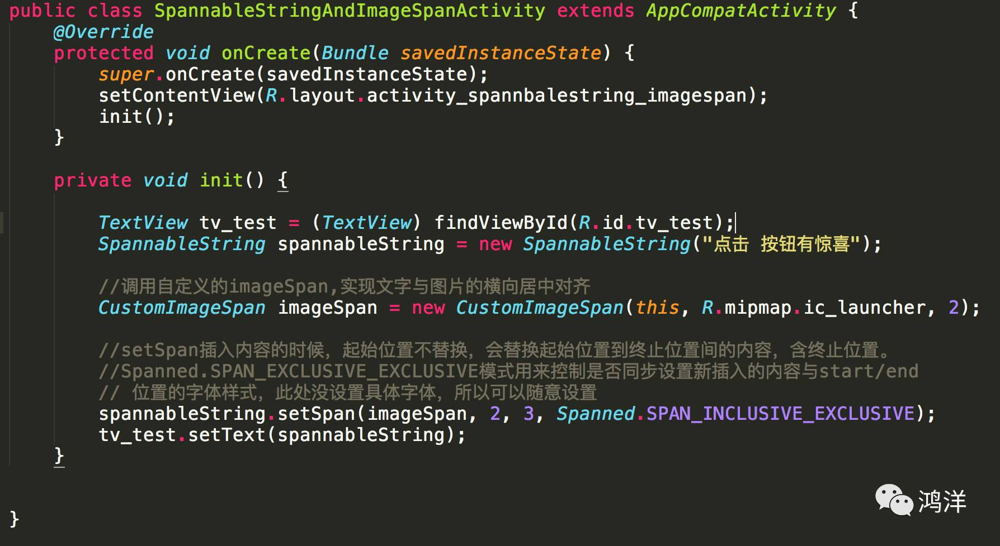 public class SpannableStringAndImageSpanActivity extends AppCompatActivity {
    @Override
    protected void onCreate(Bundle savedInstanceState) {
        super.onCreate(savedInstanceState);
        setContentView(R.layout.activity_spannbalestring_imagespan);
        init();
    }
    private void init() {
        TextView tv_test = (TextView) findViewById(R.id.tv_test);
        SpannableString spannableString = new SpannableString("点击 按钮有惊喜");
        //调用自定义的imageSpan,实现文字与图片的横向居中对齐
        CustomImageSpan imageSpan = new CustomImageSpan(this, R.mipmap.ic_launcher, 2);
        //setSpan插入内容的时候，起始位置不替换，会替换起始位置到终止位置间的内容，含终止位置。
        //Spanned.SPAN_EXCLUSIVE_EXCLUSIVE模式用来控制是否同步设置新插入的内容与start/end
        // 位置的字体样式，此处没设置具体字体，所以可以随意设置
        spannableString.setSpan(imageSpan, 2, 3, Spanned.SPAN_INCLUSIVE_EXCLUSIVE);
        tv_test.setText(spannableString);
    }
}
鸿洋